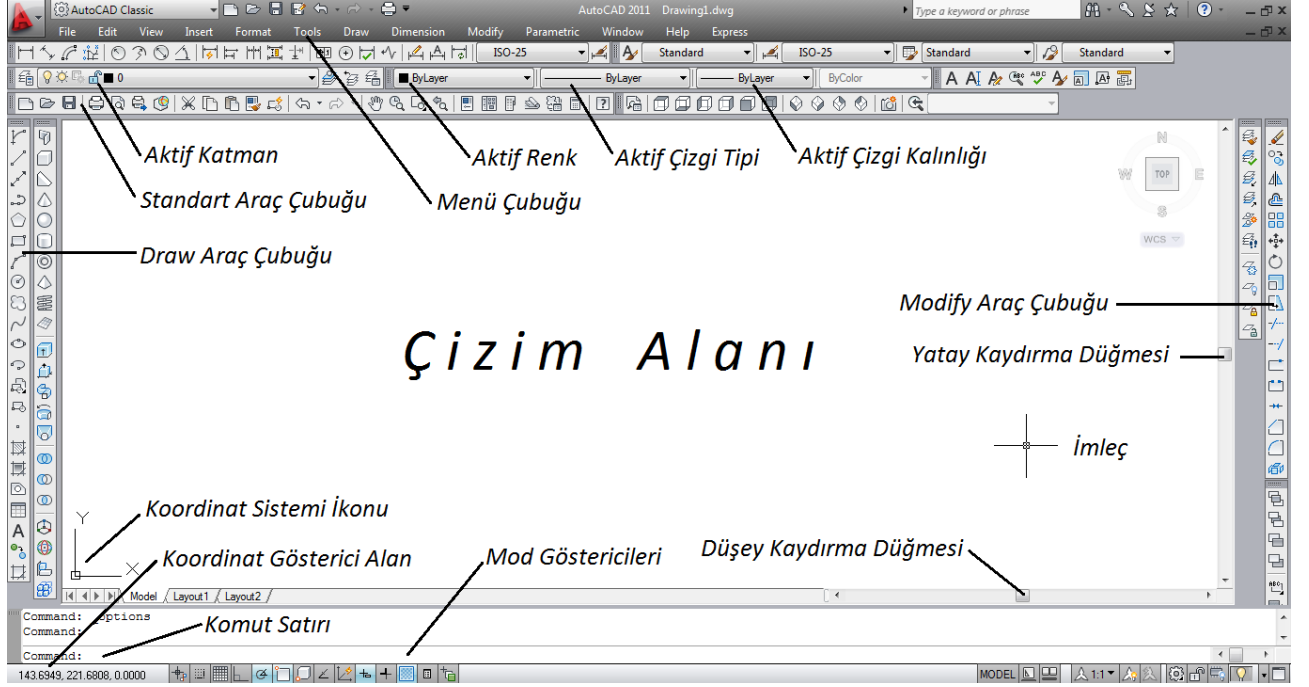 AutoCAD Classic
AutoCAD 2011 Drawing1.dwg
Type a keyword or phrase
File Edit View Insert Format Tools Draw Dimension Modify Parametric Window Help Express
ISO-25 Standard ISO-25 Standard Standard
0 ByLayer ByLayer ByLayer ByColor
Aktif Katman
Aktif Renk
Aktif Çizgi Tipi
Aktif Çizgi Kalınlığı
Standart Araç Çubuğu
Menü Çubuğu
Draw Araç Çubuğu
N
W TOP E
S
WCS
Modify Araç Çubuğu
Çizim Alanı
Yatay Kaydırma Düğmesi
İmleç
Koordinat Sistemi İkonu
Y
Koordinat Gösterici Alan
Mod Göstericileri
Düşey Kaydırma Düğmesi
X
Model Layout1 Layout2
Command: _options
Command:
Komut Satırı
Command:
143.6949, 221.6808, 0.0000
MODEL
1:1